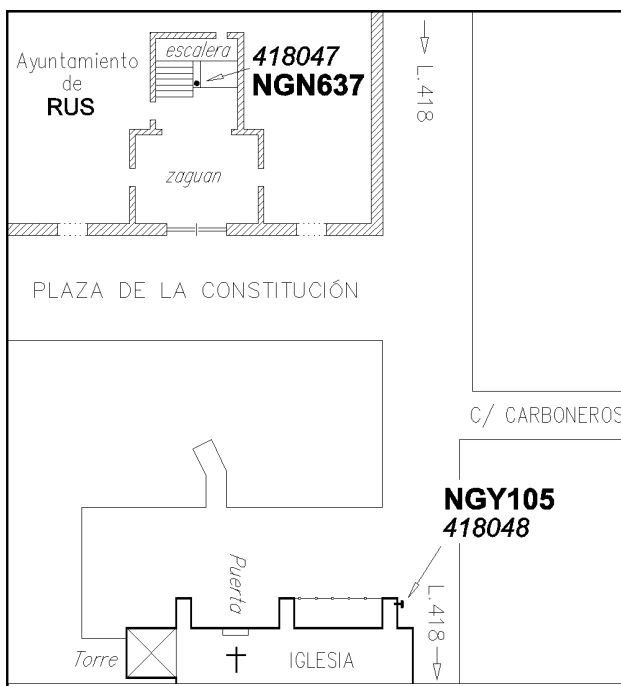 escalera
Ayuntamiento
de
RUS
418047
NGN637
L. 418
zaguan
PLAZA DE LA CONSTITUCIÓN
C/ CARBONEROS
NGY105
418048
Puerta
L. 418
Torre
IGLESIA